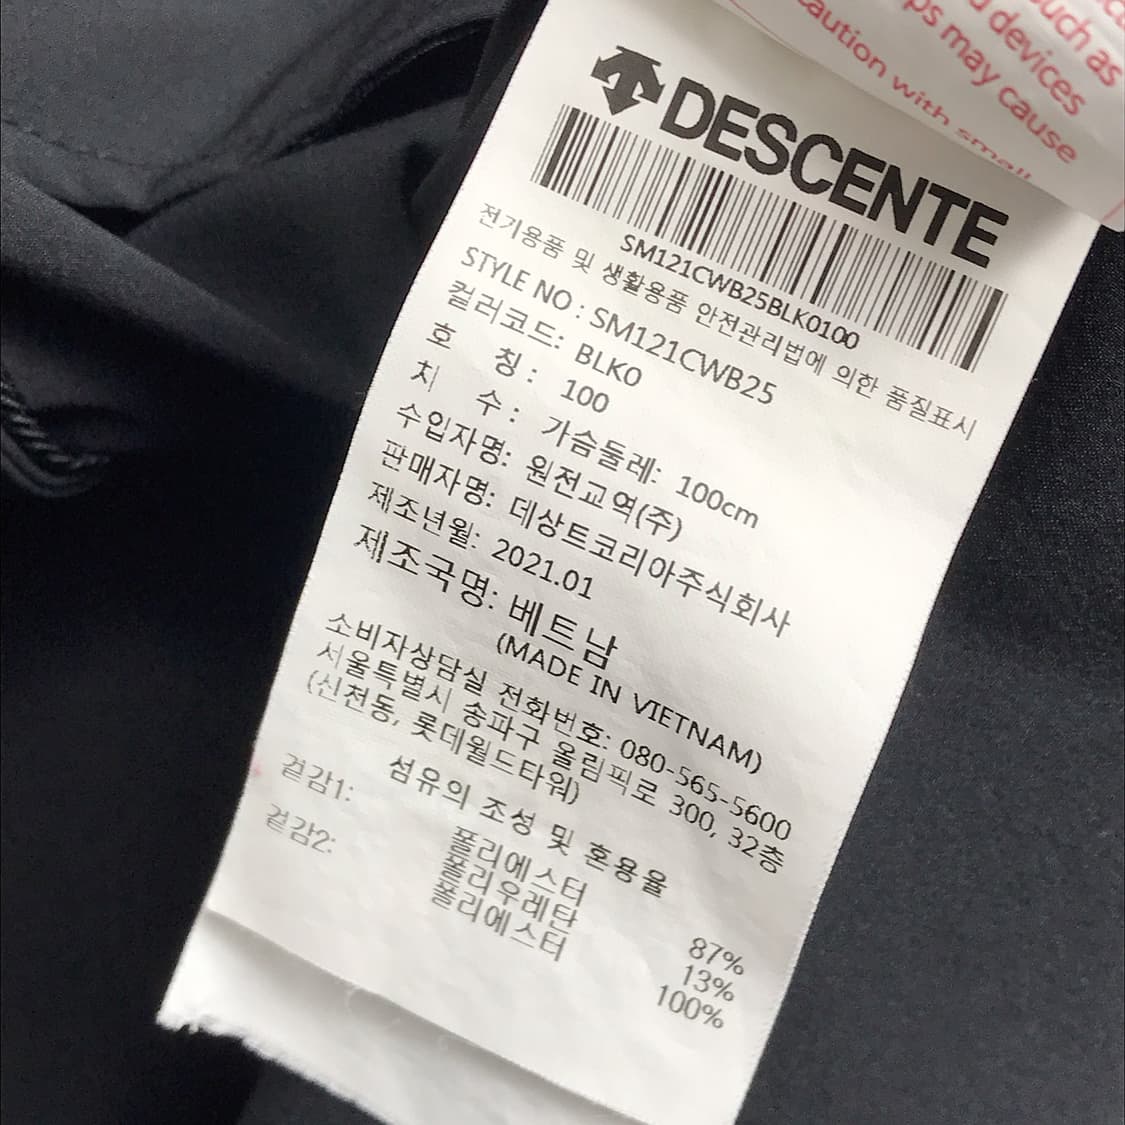 such as
d devices
ps may cause
caution with small
DESCENTE
SM121CWB25BLK0100
전기용품 및 생활용품 안전관리법에 의한 품질표시
STYLE NO : SM121CWB25
컬러코드: BLK0
호 칭 : 100
치 수 : 가슴둘레: 100cm
수입자명: 원전교역(주)
판매자명: 데상트코리아주식회사
제조년월: 2021.01
제조국명: 베트남
(MADE IN VIETNAM)
소비자상담실 전화번호: 080-565-5600
서울특별시 송파구 올림픽로 300, 32층
(신천동, 롯데월드타워)
섬유의 조성 및 혼용율
겉감1: 폴리에스터 87%
폴리우레탄 13%
겉감2: 폴리에스터 100%